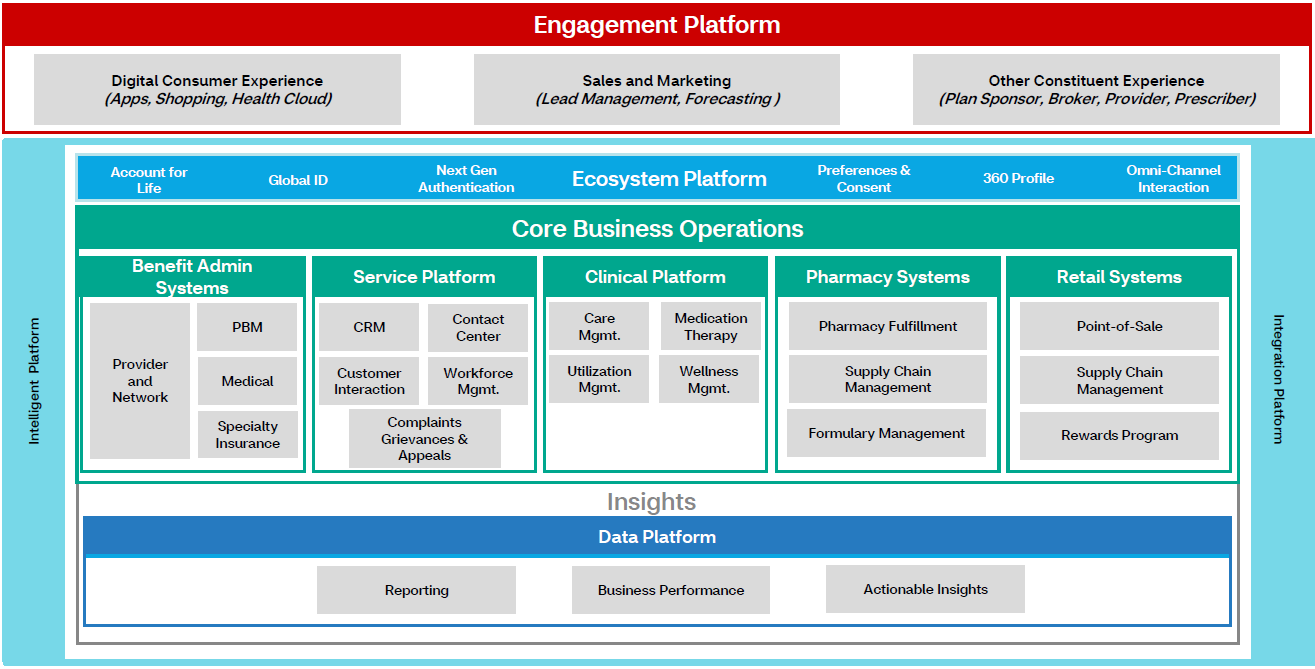 Engagement Platform
Digital Consumer Experience
(Apps, Shopping, Health Cloud)
Sales and Marketing
(Lead Management, Forecasting )
Other Constituent Experience
(Plan Sponsor, Broker, Provider, Prescriber)
Intelligent Platform
Account for
Life
Global ID
Next Gen
Authentication
Ecosystem Platform
Preferences &
Consent
360 Profile
Omni-Channel
Interaction
Core Business Operations
Benefit Admin
Systems
Provider
and
Network
PBM
Medical
Specialty
Insurance
Service Platform
CRM
Contact
Center
Customer
Interaction
Workforce
Mgmt.
Complaints
Grievances &
Appeals
Clinical Platform
Care
Mgmt.
Medication
Therapy
Utilization
Mgmt.
Wellness
Mgmt.
Pharmacy Systems
Pharmacy Fulfillment
Supply Chain
Management
Formulary Management
Retail Systems
Point-of-Sale
Supply Chain
Management
Rewards Program
Integration Platform
Insights
Data Platform
Reporting
Business Performance
Actionable Insights